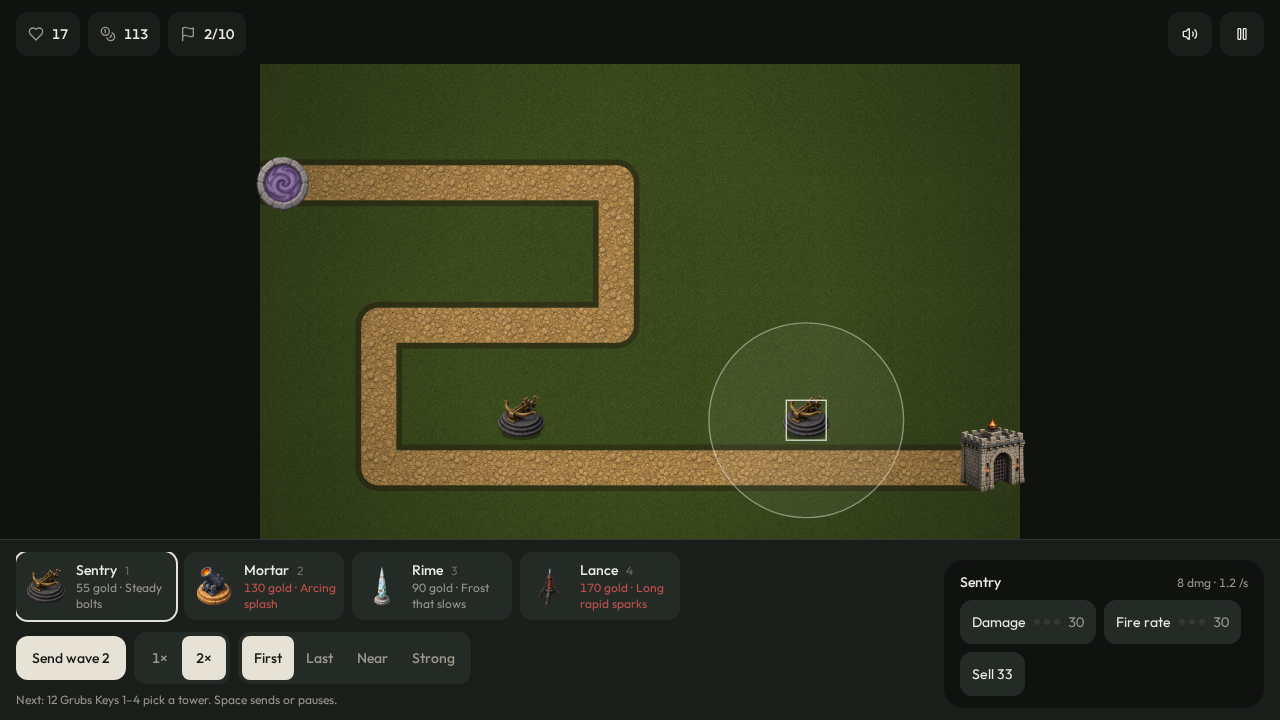 17
113
2/10
Sentry 1
55 gold · Steady
bolts
Mortar 2
130 gold · Arcing
splash
Rime 3
90 gold · Frost
that slows
Lance 4
170 gold · Long
rapid sparks
Send wave 2
1×
2×
First
Last
Near
Strong
Next: 12 Grubs Keys 1–4 pick a tower. Space sends or pauses.
Sentry
8 dmg · 1.2 /s
Damage 30
Fire rate 30
Sell 33